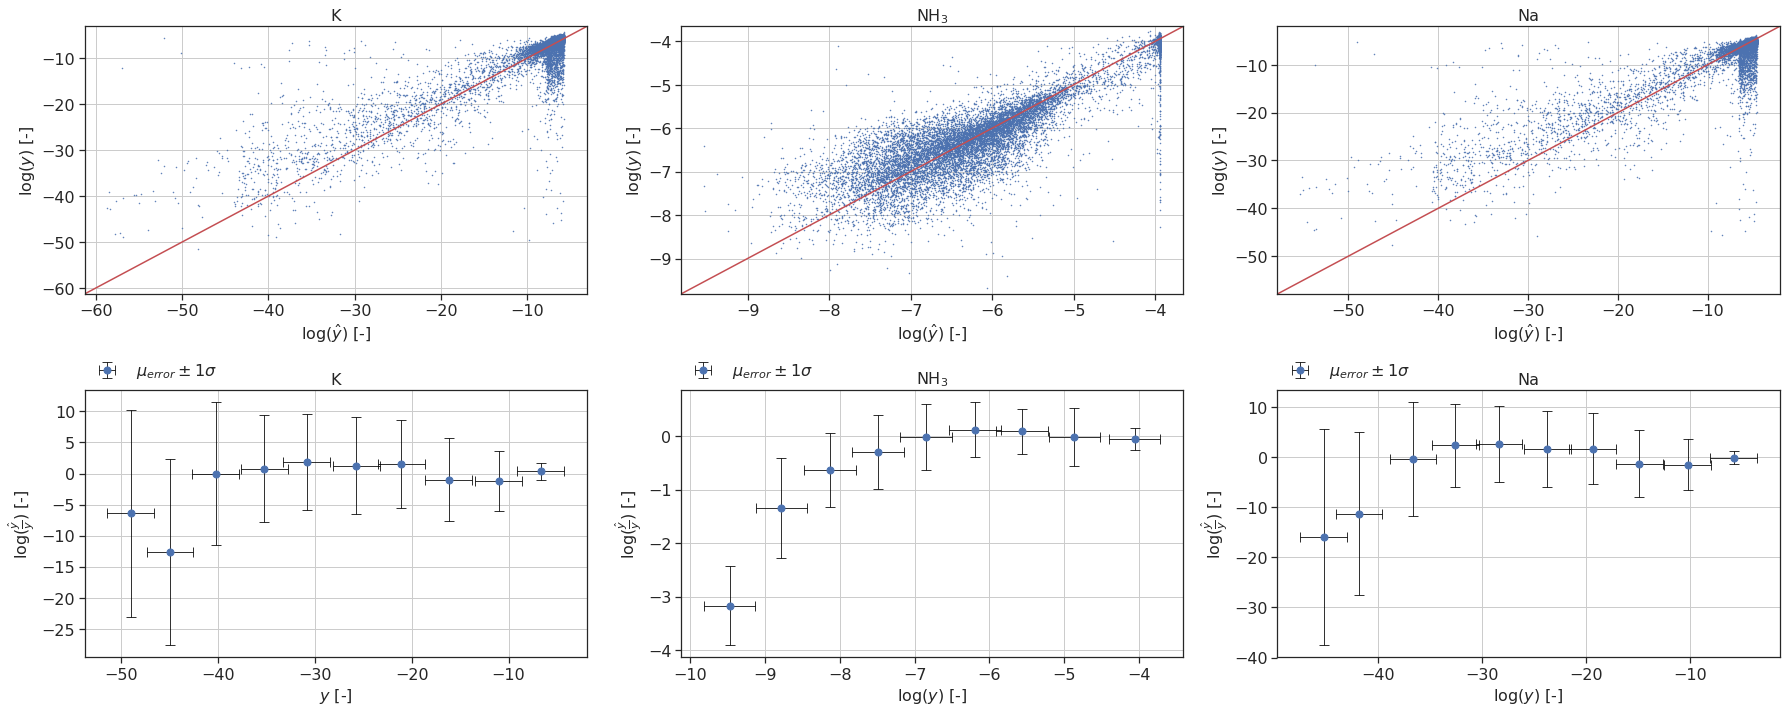 K
NH₃
Na
log(y) [-]
−10
−20
−30
−40
−50
−60
−60 −50 −40 −30 −20 −10
log(ŷ) [-]
log(y) [-]
−4
−5
−6
−7
−8
−9
−9 −8 −7 −6 −5 −4
log(ŷ) [-]
log(y) [-]
−10
−20
−30
−40
−50
−50 −40 −30 −20 −10
log(ŷ) [-]
μerror ± 1σ
μerror ± 1σ
μerror ± 1σ
K
NH₃
Na
log(ŷ/y) [-]
10
5
0
−5
−10
−15
−20
−25
−50 −40 −30 −20 −10
y [-]
log(ŷ/y) [-]
0
−1
−2
−3
−4
−10 −9 −8 −7 −6 −5 −4
log(y) [-]
log(ŷ/y) [-]
10
0
−10
−20
−30
−40
−40 −30 −20 −10
log(y) [-]